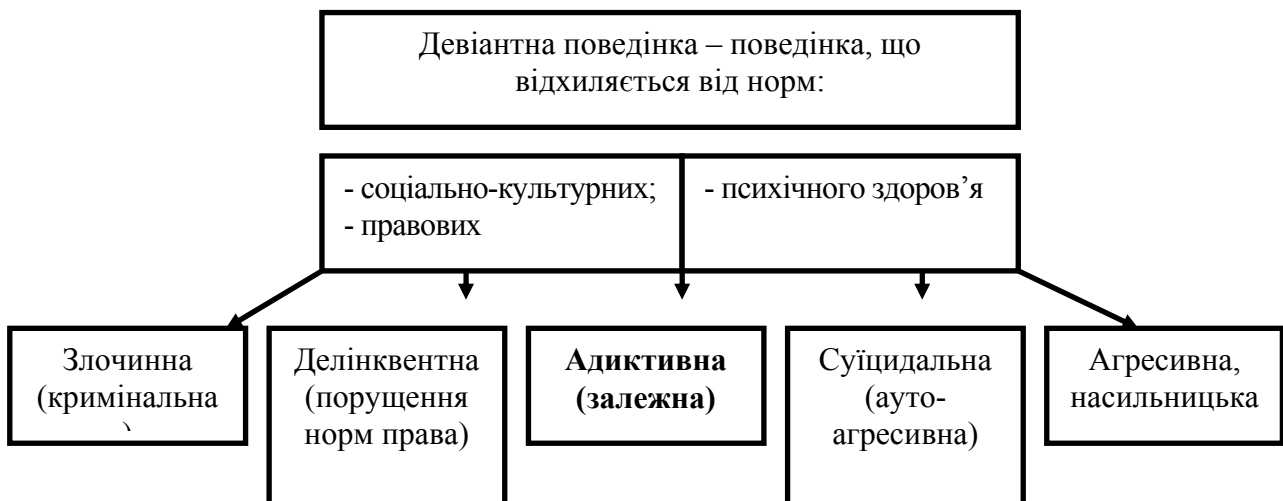 Девіантна поведінка – поведінка, що
відхиляється від норм:
- соціально-культурних;
- правових
- психічного здоров’я
Злочинна
(кримінальна
)
Делінквентна
(порущення
норм права)
Адиктивна
(залежна)
Суїцидальна
(ауто-
агресивна)
Агресивна,
насильницька